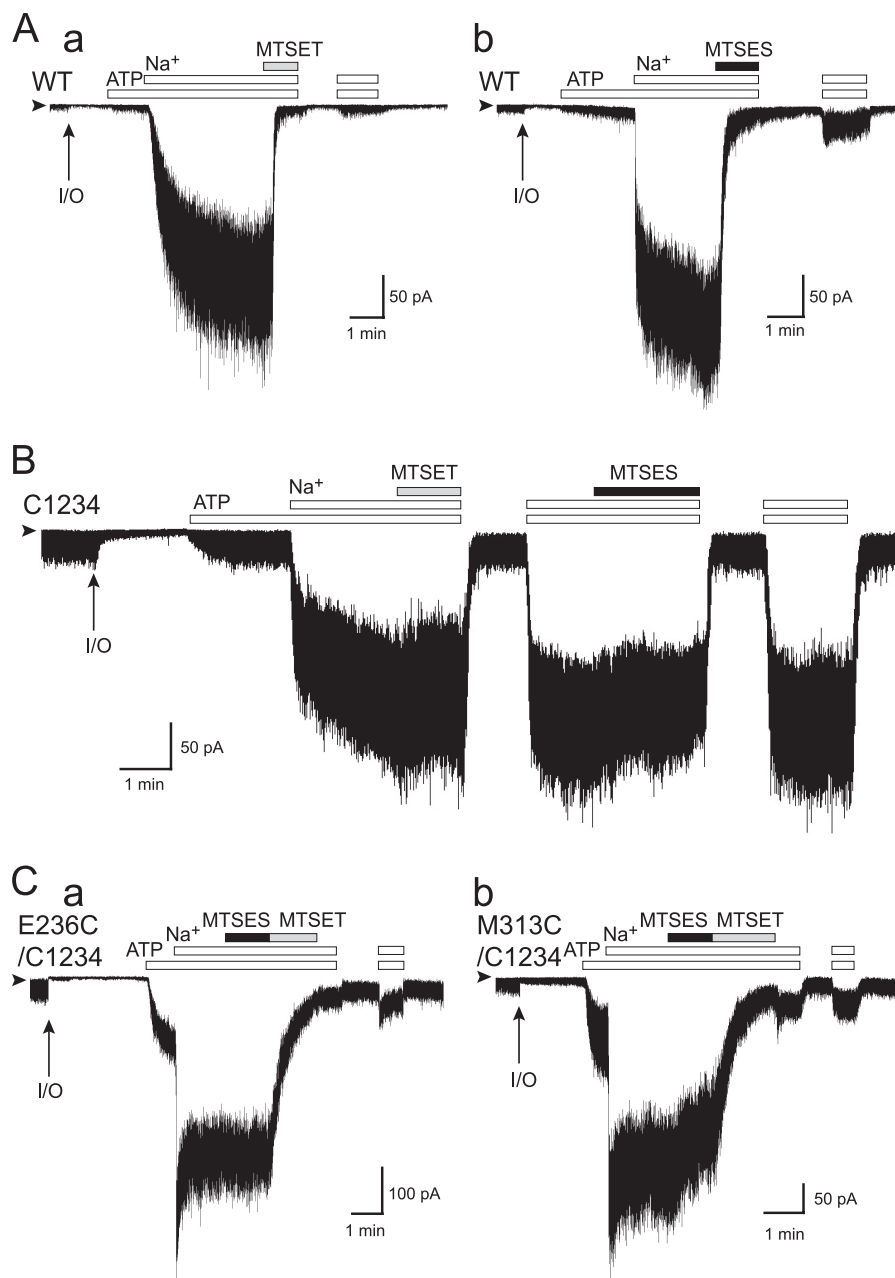 A
a
b
WT
ATP
Na+
MTSET
I/O
50 pA
1 min
WT
ATP
Na+
MTSES
I/O
50 pA
1 min
B
C1234
ATP
Na+
MTSET
MTSES
I/O
50 pA
1 min
C
a
b
E236C
/C1234
ATP
Na+
MTSES
MTSET
I/O
100 pA
1 min
M313C
/C1234
ATP
Na+
MTSES
MTSET
I/O
50 pA
1 min